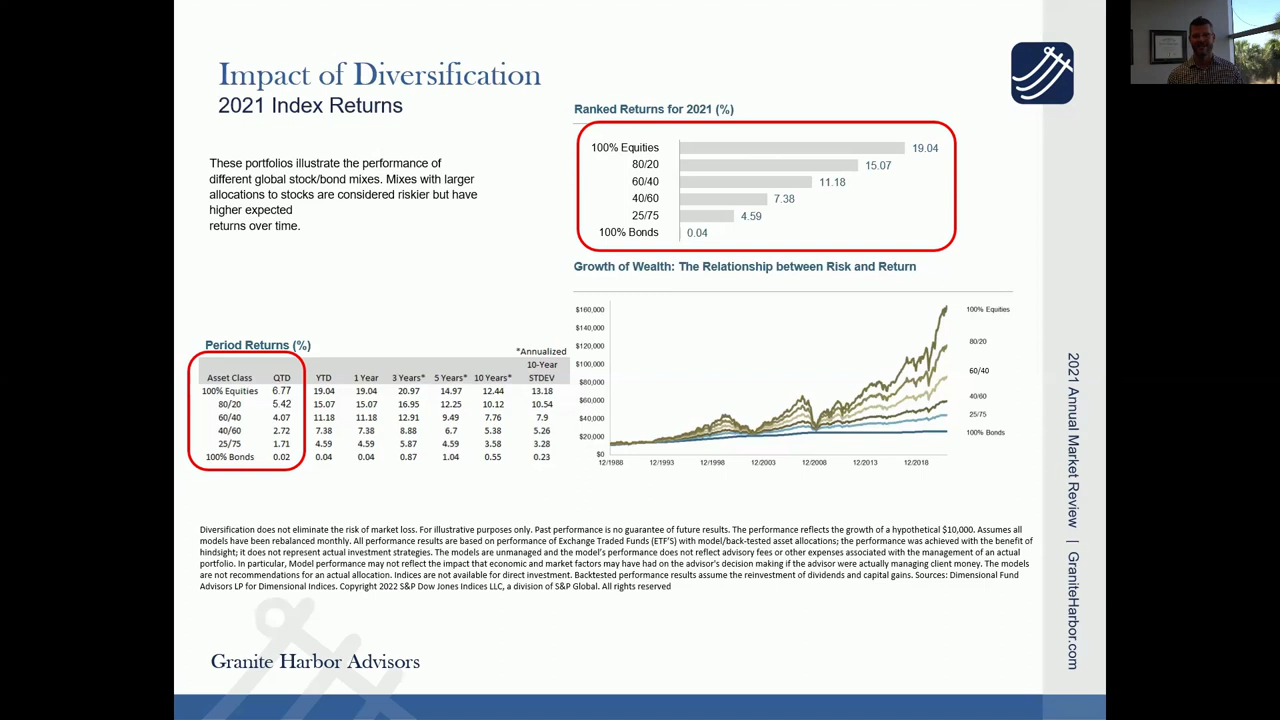 Impact of Diversification
2021 Index Returns
These portfolios illustrate the performance of
different global stock/bond mixes. Mixes with larger
allocations to stocks are considered riskier but have
higher expected
returns over time.
Ranked Returns for 2021 (%)
100% Equities 19.04
80/20 15.07
60/40 11.18
40/60 7.38
25/75 4.59
100% Bonds 0.04
Growth of Wealth: The Relationship between Risk and Return
$160,000
$140,000
$120,000
$100,000
$80,000
$60,000
$40,000
$20,000
$0
12/1988 12/1993 12/1998 12/2003 12/2008 12/2013 12/2018
100% Equities
80/20
60/40
40/60
25/75
100% Bonds
Period Returns (%)
*Annualized
10-Year
Asset Class QTD YTD 1 Year 3 Years* 5 Years* 10 Years* STDEV
100% Equities 6.77 19.04 19.04 20.97 14.97 12.44 13.18
80/20 5.42 15.07 15.07 16.95 12.25 10.12 10.54
60/40 4.07 11.18 11.18 12.91 9.49 7.76 7.9
40/60 2.72 7.38 7.38 8.88 6.7 5.38 5.26
25/75 1.71 4.59 4.59 5.87 4.59 3.58 3.28
100% Bonds 0.02 0.04 0.04 0.87 1.04 0.55 0.23
Diversification does not eliminate the risk of market loss. For illustrative purposes only. Past performance is no guarantee of future results. The performance reflects the growth of a hypothetical $10,000. Assumes all
models have been rebalanced monthly. All performance results are based on performance of Exchange Traded Funds (ETF'S) with model/back-tested asset allocations; the performance was achieved with the benefit of
hindsight; it does not represent actual investment strategies. The models are unmanaged and the model's performance does not reflect advisory fees or other expenses associated with the management of an actual
portfolio. In particular, Model performance may not reflect the impact that economic and market factors may have had on the advisor's decision making if the advisor were actually managing client money. The models
are not recommendations for an actual allocation. Indices are not available for direct investment. Backtested performance results assume the reinvestment of dividends and capital gains. Sources: Dimensional Fund
Advisors LP for Dimensional Indices. Copyright 2022 S&P Dow Jones Indices LLC, a division of S&P Global. All rights reserved
Granite Harbor Advisors
2021 Annual Market Review | GraniteHarbor.com